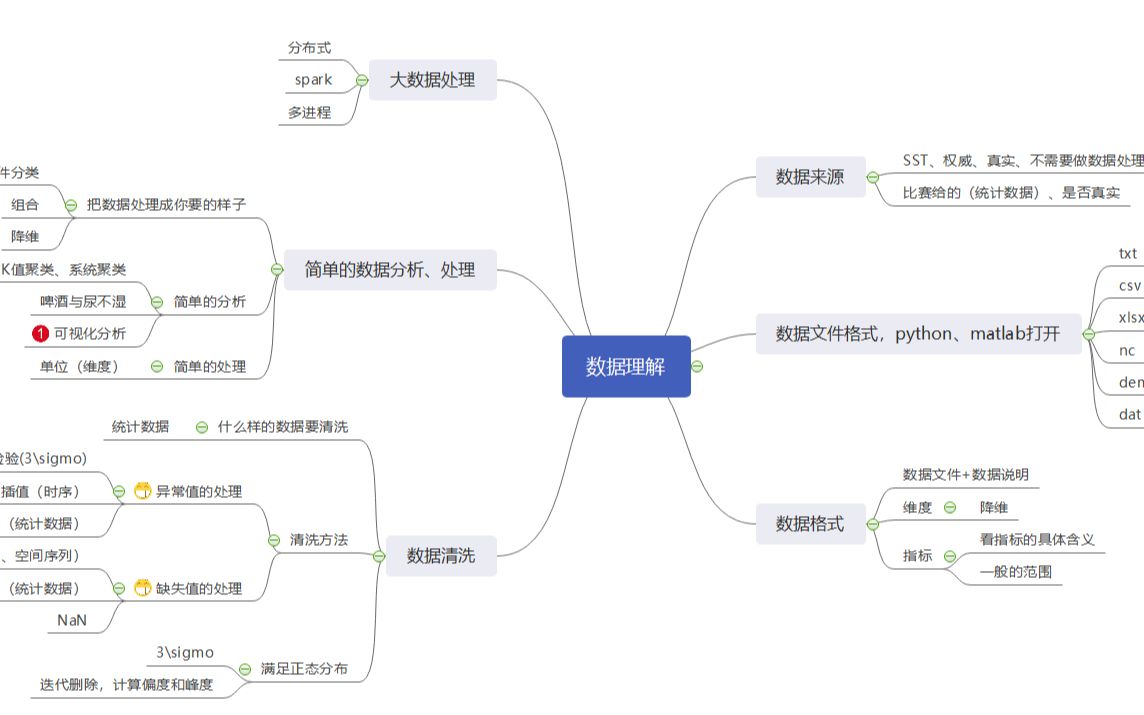 数据理解
大数据处理
分布式
spark
多进程
简单的数据分析、处理
把数据处理成你要的样子
件分类
组合
降维
简单的分析
K值聚类、系统聚类
啤酒与尿不湿
1 可视化分析
简单的处理
单位（维度）
数据清洗
什么样的数据要清洗
统计数据
清洗方法
异常值的处理
验(3\sigmo)
插值（时序）
（统计数据）
缺失值的处理
、空间序列）
（统计数据）
NaN
满足正态分布
3\sigmo
迭代删除，计算偏度和峰度
数据来源
SST、权威、真实、不需要做数据处理
比赛给的（统计数据）、是否真实
数据文件格式，python、matlab打开
txt
csv
xlsx
nc
den
dat
数据格式
数据文件+数据说明
维度
降维
指标
看指标的具体含义
一般的范围